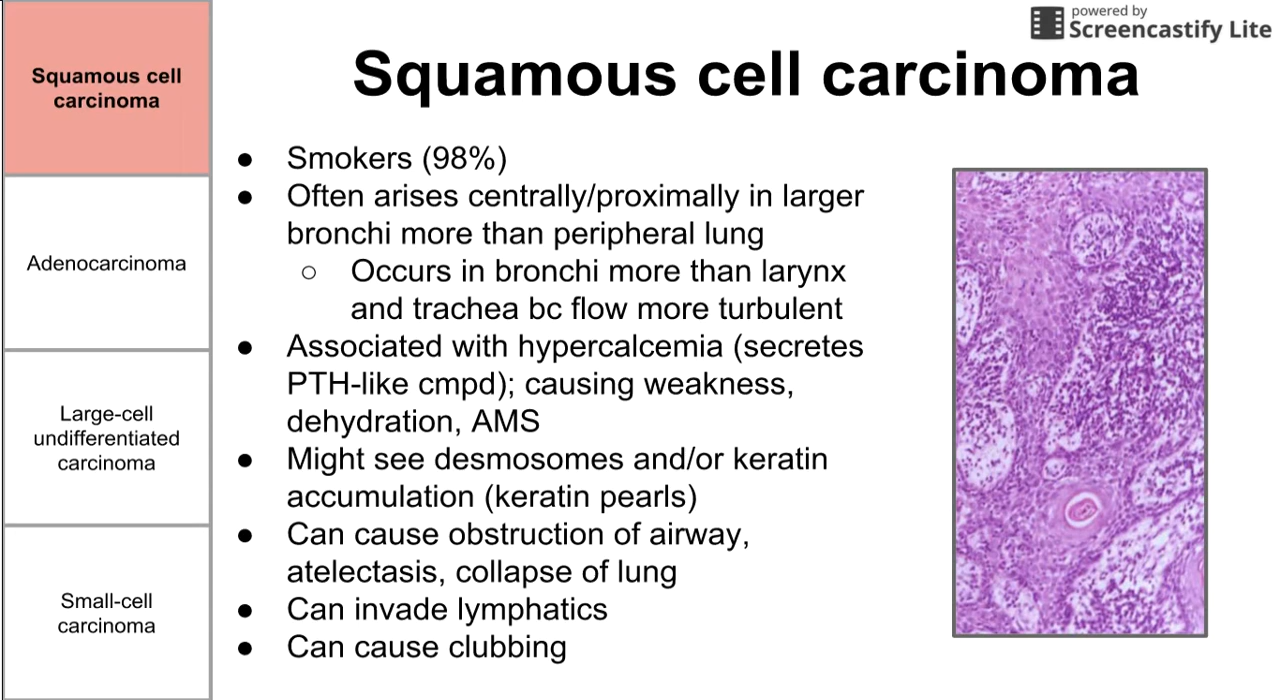 powered by
Screencastify Lite
Squamous cell
carcinoma
Adenocarcinoma
Large-cell
undifferentiated
carcinoma
Small-cell
carcinoma
Squamous cell carcinoma
● Smokers (98%)
● Often arises centrally/proximally in larger
bronchi more than peripheral lung
○ Occurs in bronchi more than larynx
and trachea bc flow more turbulent
● Associated with hypercalcemia (secretes
PTH-like cmpd); causing weakness,
dehydration, AMS
● Might see desmosomes and/or keratin
accumulation (keratin pearls)
● Can cause obstruction of airway,
atelectasis, collapse of lung
● Can invade lymphatics
● Can cause clubbing